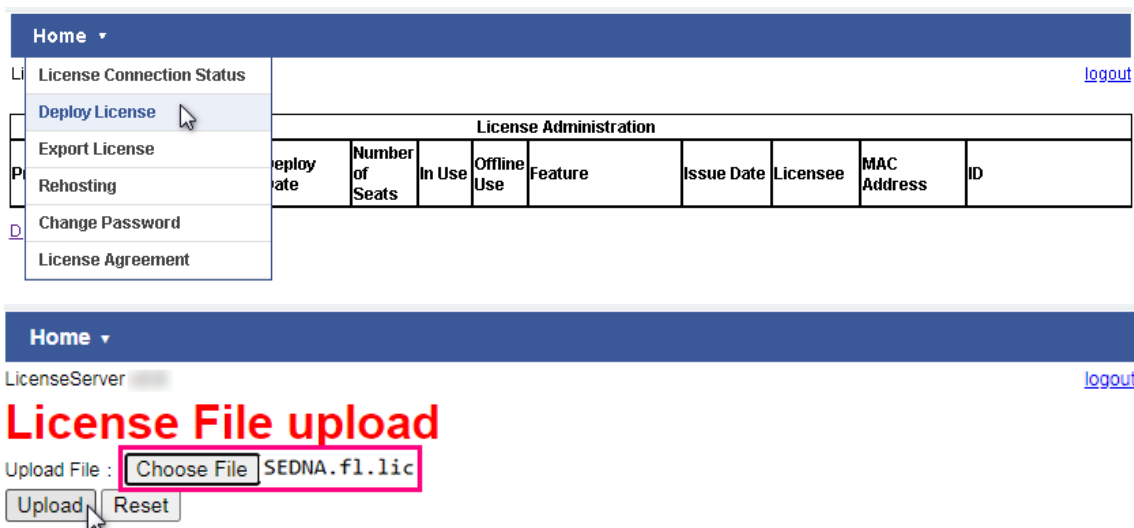 Home ▾
Li
logout
License Connection Status
Deploy License
Export License
Rehosting
Change Password
License Agreement
License Administration
Pr
eploy
ate
Number
of
Seats
In Use
Offline
Use
Feature
Issue Date
Licensee
MAC
Address
ID
D
Home ▾
LicenseServer
logout
License File upload
Upload File : Choose File SEDNA.fl.lic
Upload Reset